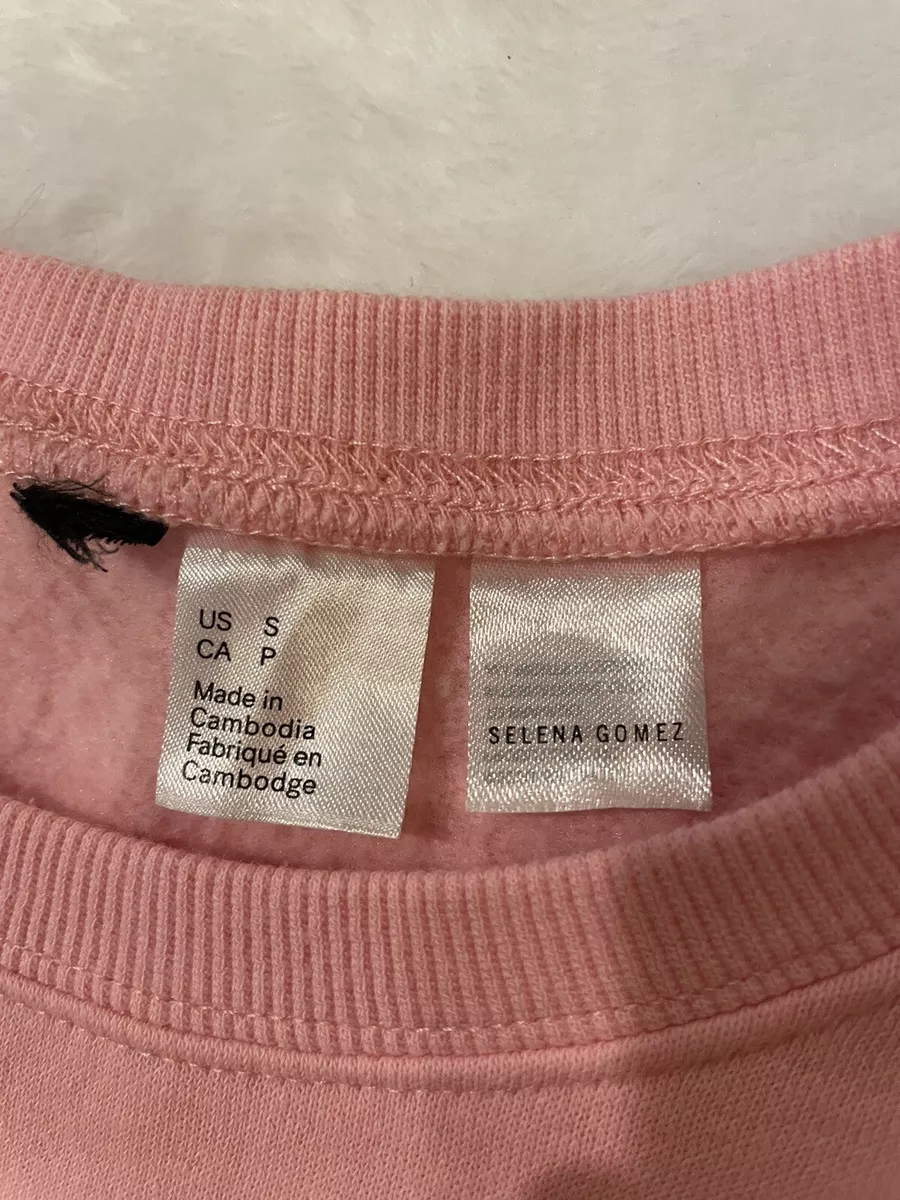 US S
CA P
Made in
Cambodia
Fabriqué en
Cambodge
SELENA GOMEZ